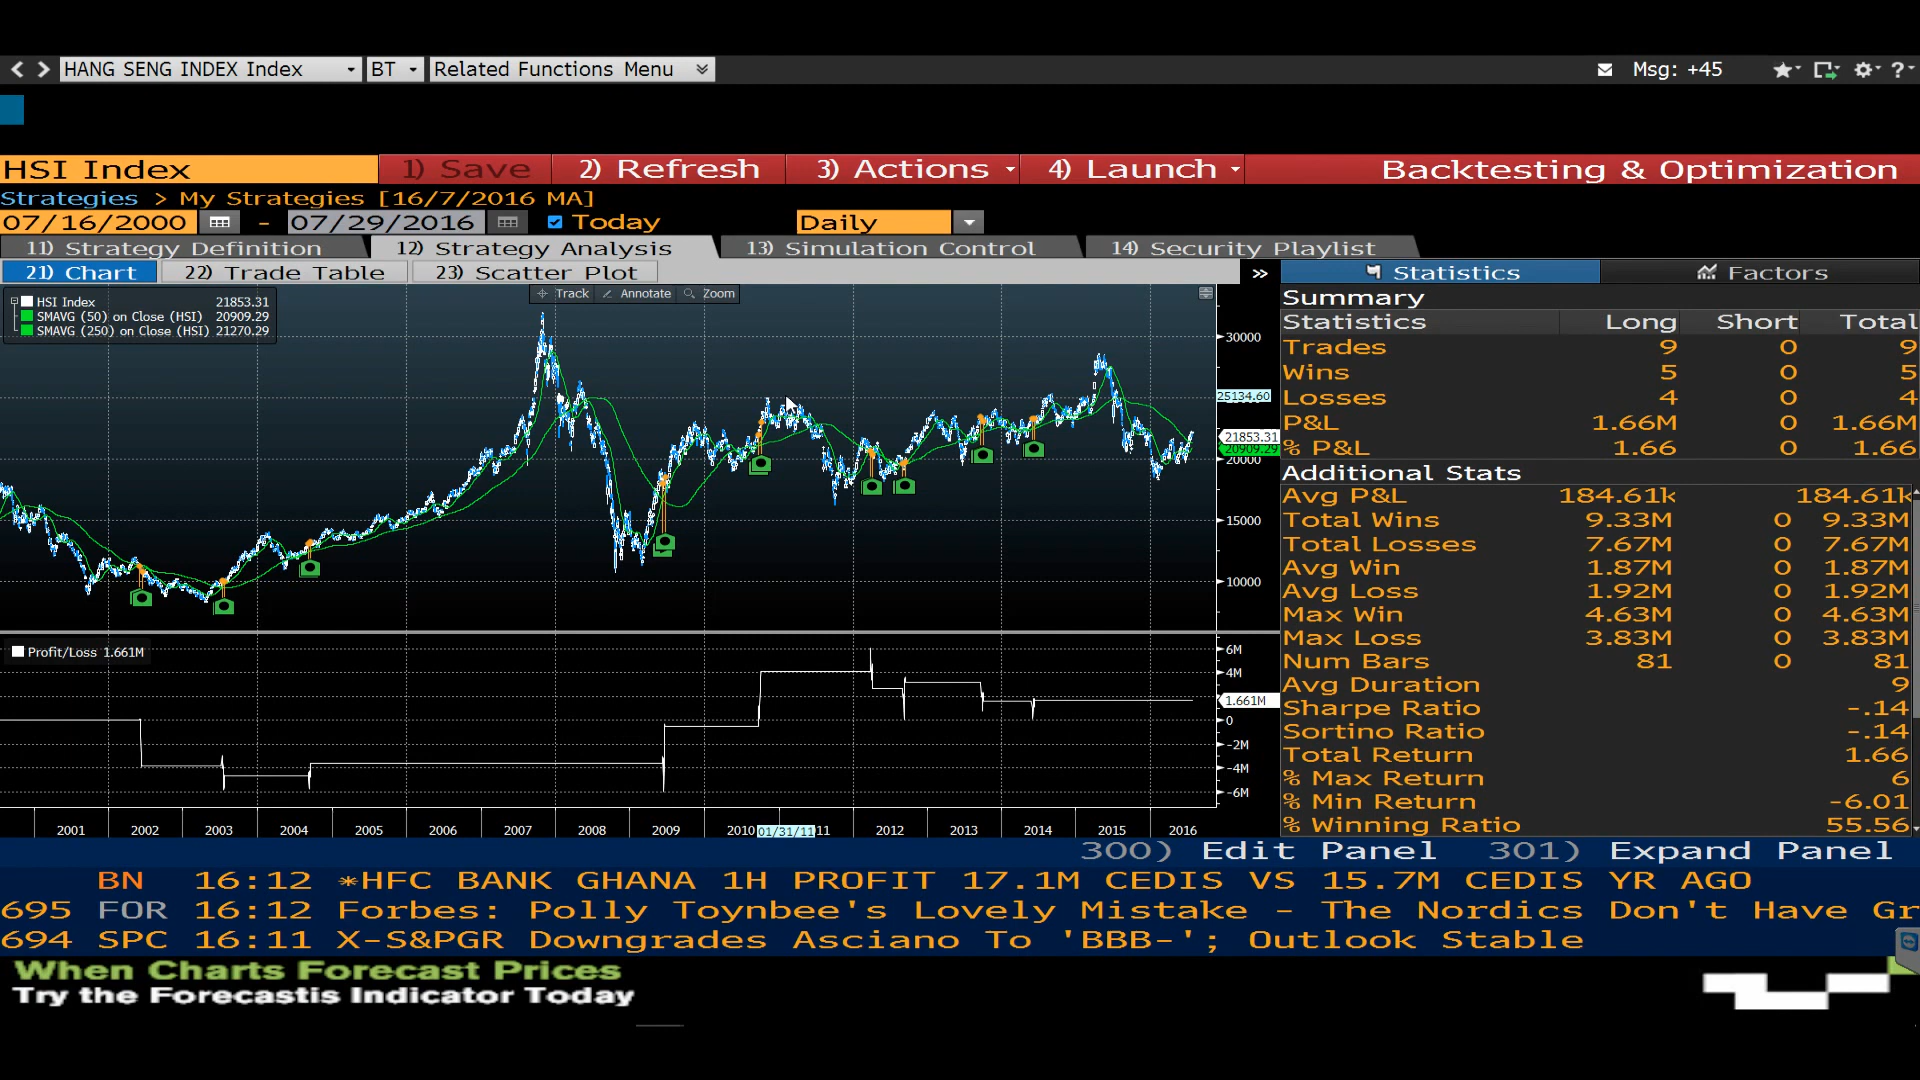 HANG SENG INDEX Index BT Related Functions Menu Msg: +45 ?
HSI Index 1) Save 2) Refresh 3) Actions 4) Launch Backtesting & Optimization
Strategies > My Strategies [16/7/2016 MA]
07/16/2000 - 07/29/2016 Today Daily
11) Strategy Definition 12) Strategy Analysis 13) Simulation Control 14) Security Playlist
21) Chart 22) Trade Table 23) Scatter Plot » Statistics Factors
Track Annotate Zoom
HSI Index 21853.31
SMAVG (50) on Close (HSI) 20909.29
SMAVG (250) on Close (HSI) 21270.29
30000
25134.60
21853.31
20909.29
20000
15000
10000
Profit/Loss 1.661M
6M
4M
1.661M
0
-2M
-4M
-6M
2001 2002 2003 2004 2005 2006 2007 2008 2009 2010 01/31/11 11 2012 2013 2014 2015 2016
Summary
Statistics Long Short Total
Trades 9 0 9
Wins 5 0 5
Losses 4 0 4
P&L 1.66M 0 1.66M
% P&L 1.66 0 1.66
Additional Stats
Avg P&L 184.61k 184.61k
Total Wins 9.33M 0 9.33M
Total Losses 7.67M 0 7.67M
Avg Win 1.87M 0 1.87M
Avg Loss 1.92M 0 1.92M
Max Win 4.63M 0 4.63M
Max Loss 3.83M 0 3.83M
Num Bars 81 0 81
Avg Duration 9
Sharpe Ratio -.14
Sortino Ratio -.14
Total Return 1.66
% Max Return 6
% Min Return -6.01
% Winning Ratio 55.56
300) Edit Panel 301) Expand Panel
BN 16:12 *HFC BANK GHANA 1H PROFIT 17.1M CEDIS VS 15.7M CEDIS YR AGO
695 FOR 16:12 Forbes: Polly Toynbee's Lovely Mistake - The Nordics Don't Have Gr
694 SPC 16:11 X-S&PGR Downgrades Asciano To 'BBB-'; Outlook Stable
When Charts Forecast Prices
Try the Forecastis Indicator Today